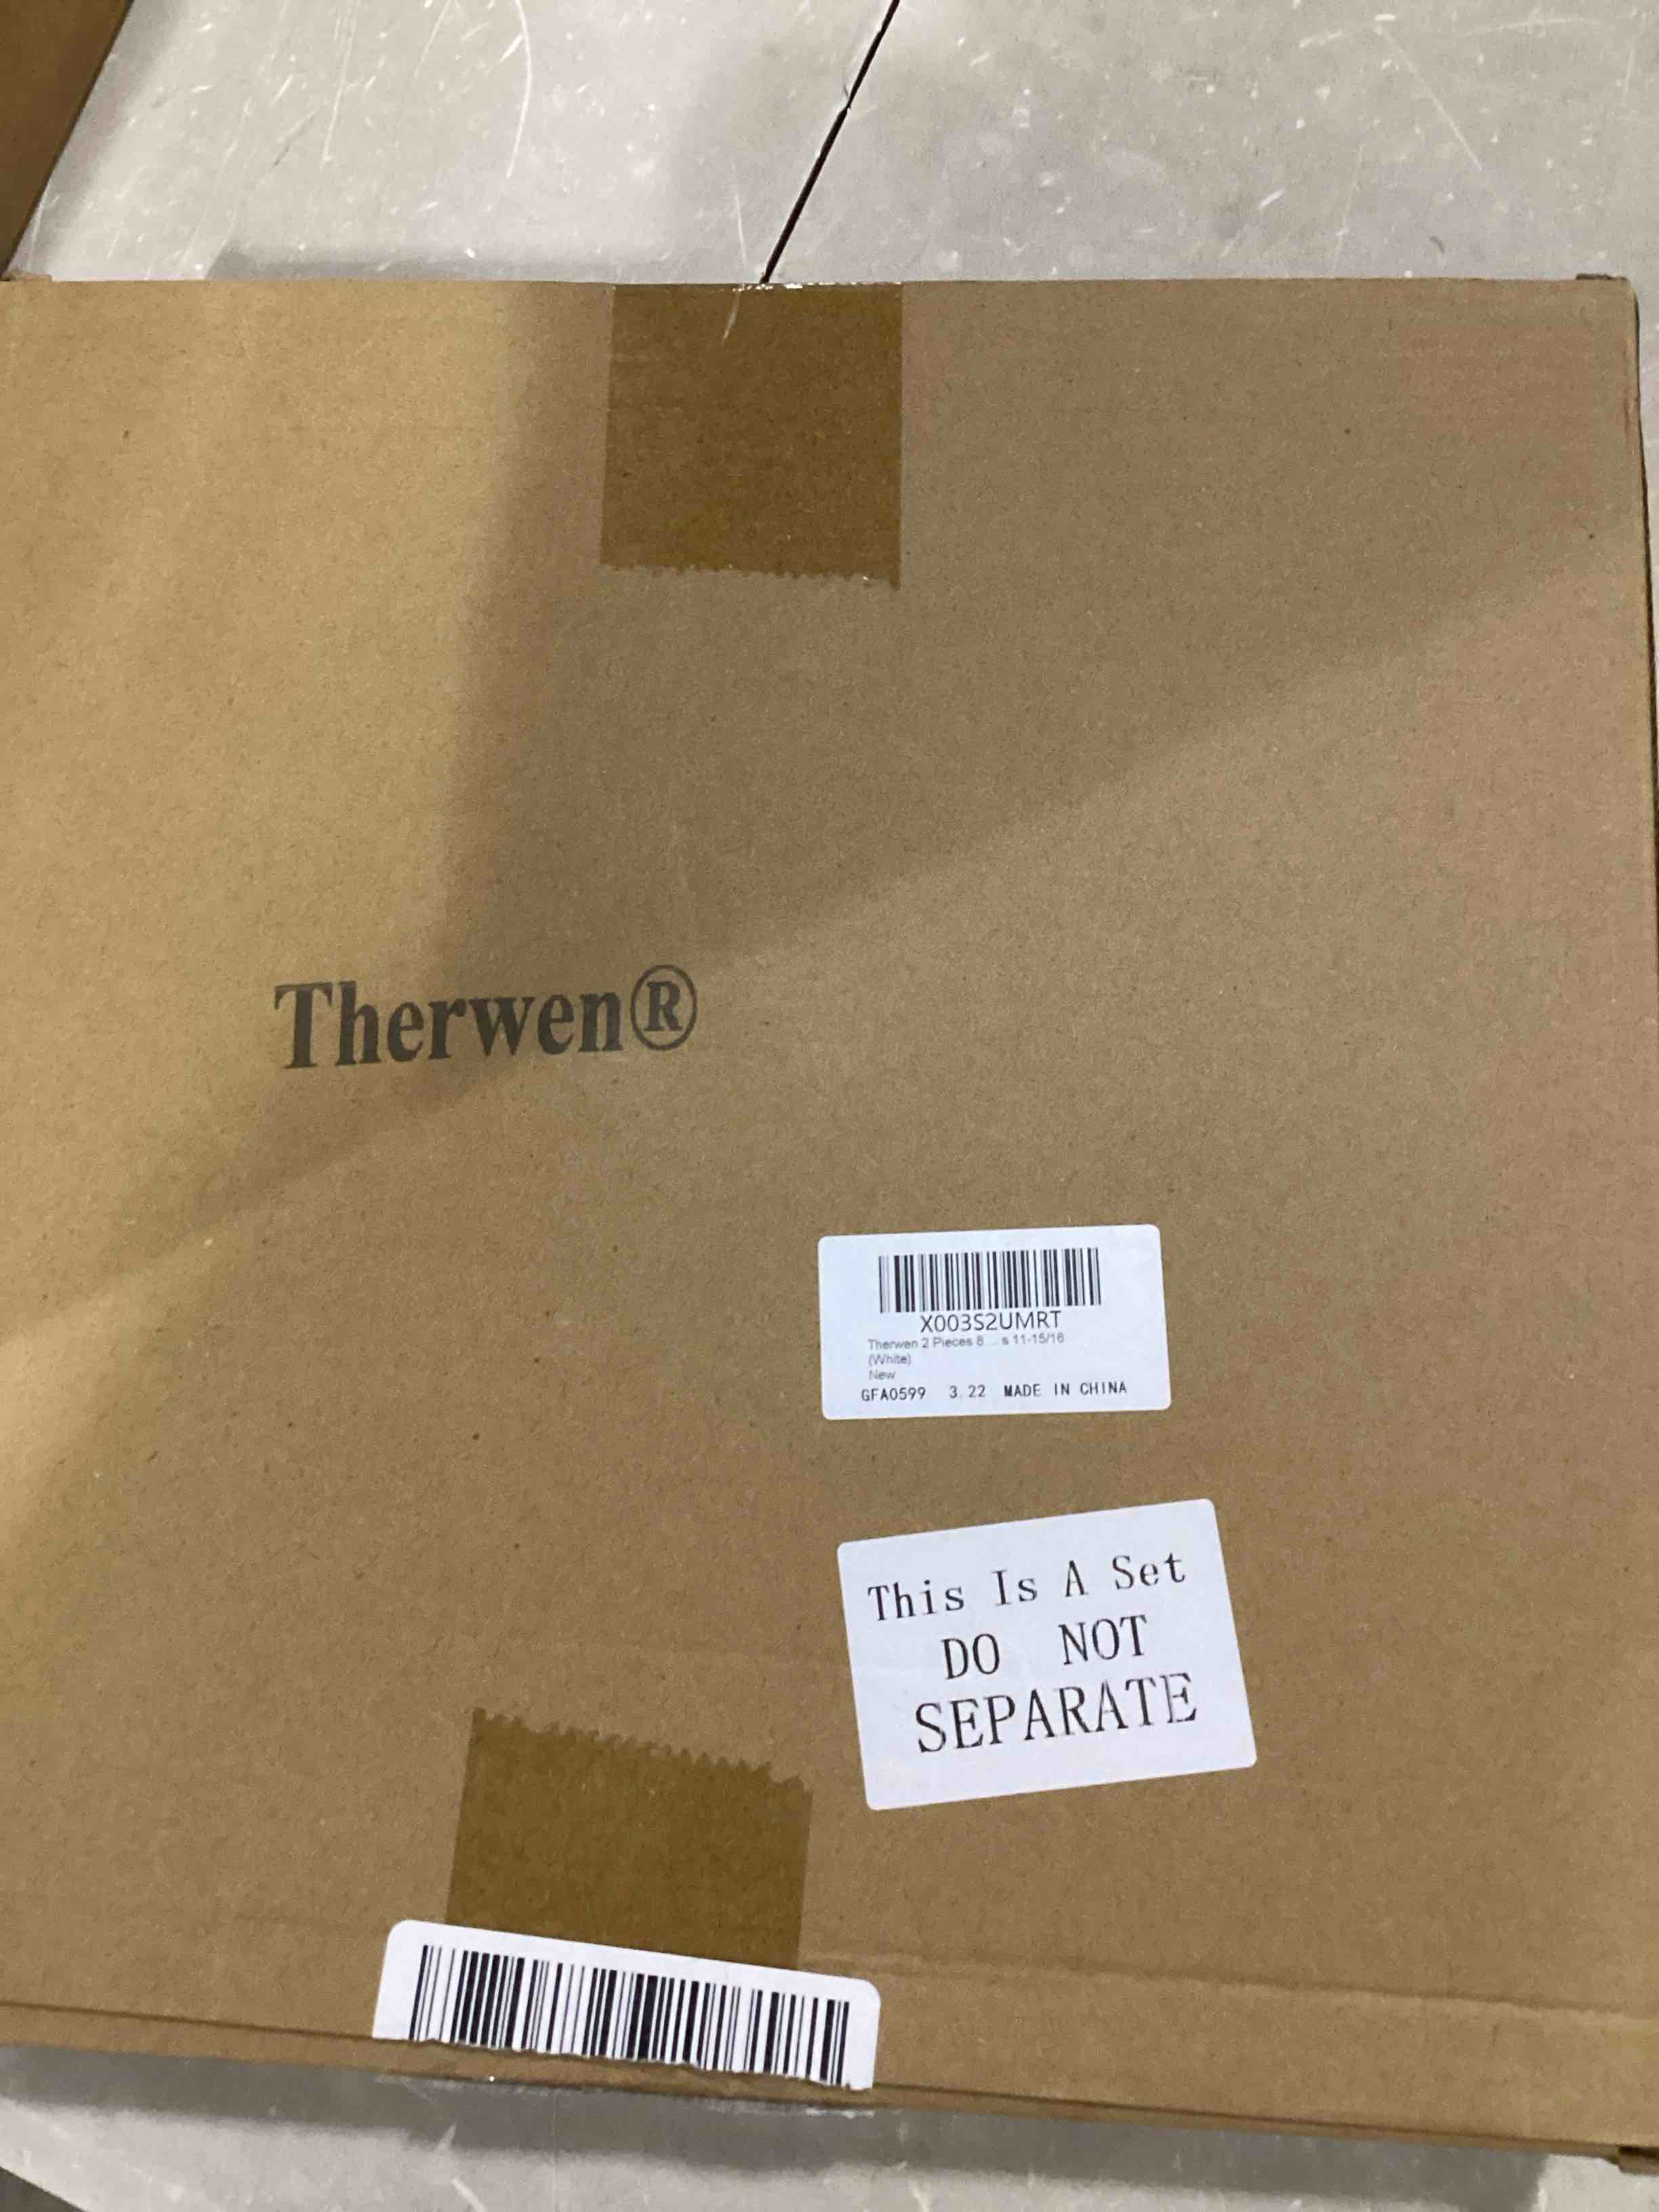 Therwen®
X003S2UMRT
Therwen 2 Pieces 8 ... s 11-15/16
(White)
New
GFA0599 3.22 MADE IN CHINA
This Is A Set
DO NOT
SEPARATE